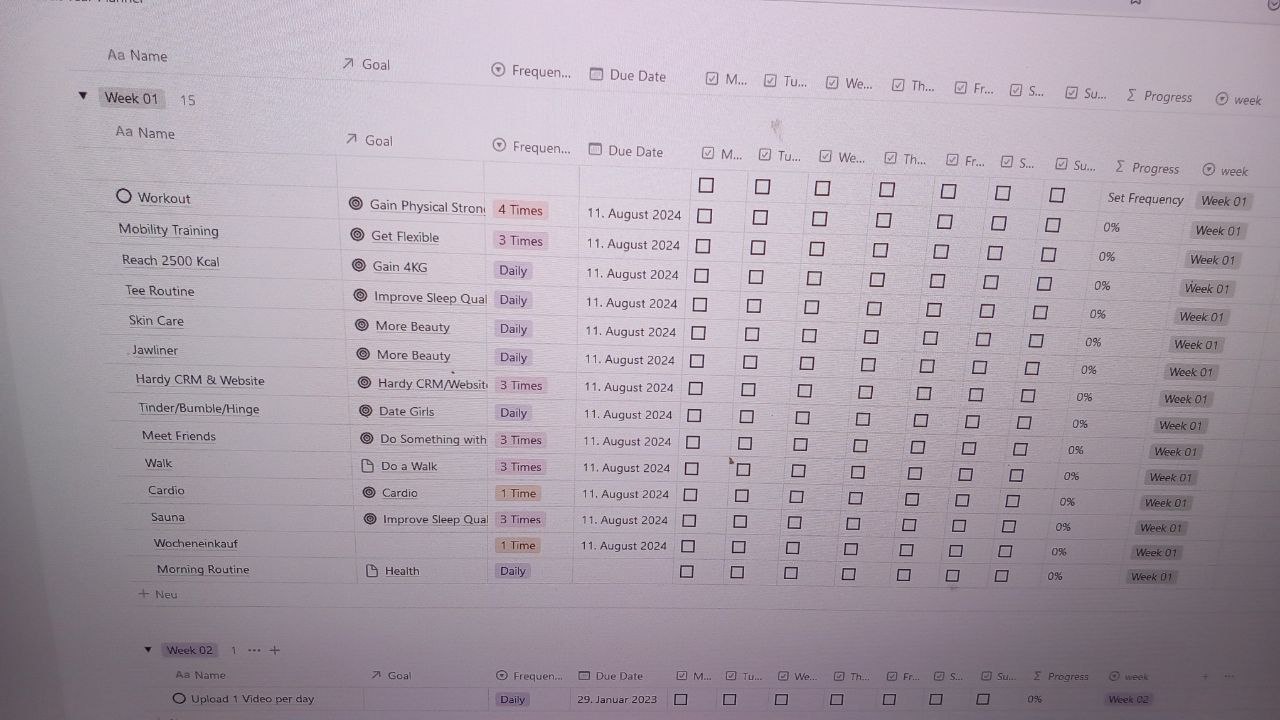 Aa Name Goal Frequen... Due Date M... Tu... We... Th... Fr... S... Su... Σ Progress week
Week 01 15
Aa Name Goal Frequen... Due Date M... Tu... We... Th... Fr... S... Su... Σ Progress week
Set Frequency Week 01
Workout Gain Physical Stron 4 Times 11. August 2024 0% Week 01
Mobility Training Get Flexible 3 Times 11. August 2024 0% Week 01
Reach 2500 Kcal Gain 4KG Daily 11. August 2024 0% Week 01
Tee Routine Improve Sleep Qual Daily 11. August 2024 0% Week 01
Skin Care More Beauty Daily 11. August 2024 0% Week 01
Jawliner More Beauty Daily 11. August 2024 0% Week 01
Hardy CRM & Website Hardy CRM/Websit 3 Times 11. August 2024 0% Week 01
Tinder/Bumble/Hinge Date Girls Daily 11. August 2024 0% Week 01
Meet Friends Do Something with 3 Times 11. August 2024 0% Week 01
Walk Do a Walk 3 Times 11. August 2024 0% Week 01
Cardio Cardio 1 Time 11. August 2024 0% Week 01
Sauna Improve Sleep Qual 3 Times 11. August 2024 0% Week 01
Wocheneinkauf 1 Time 11. August 2024 0% Week 01
Morning Routine Health Daily 0% Week 01
+ Neu
Week 02 1 ... +
Aa Name Goal Frequen... Due Date M... Tu... We... Th... Fr... S... Su... Σ Progress week + ...
Upload 1 Video per day Daily 29. Januar 2023 0% Week 02